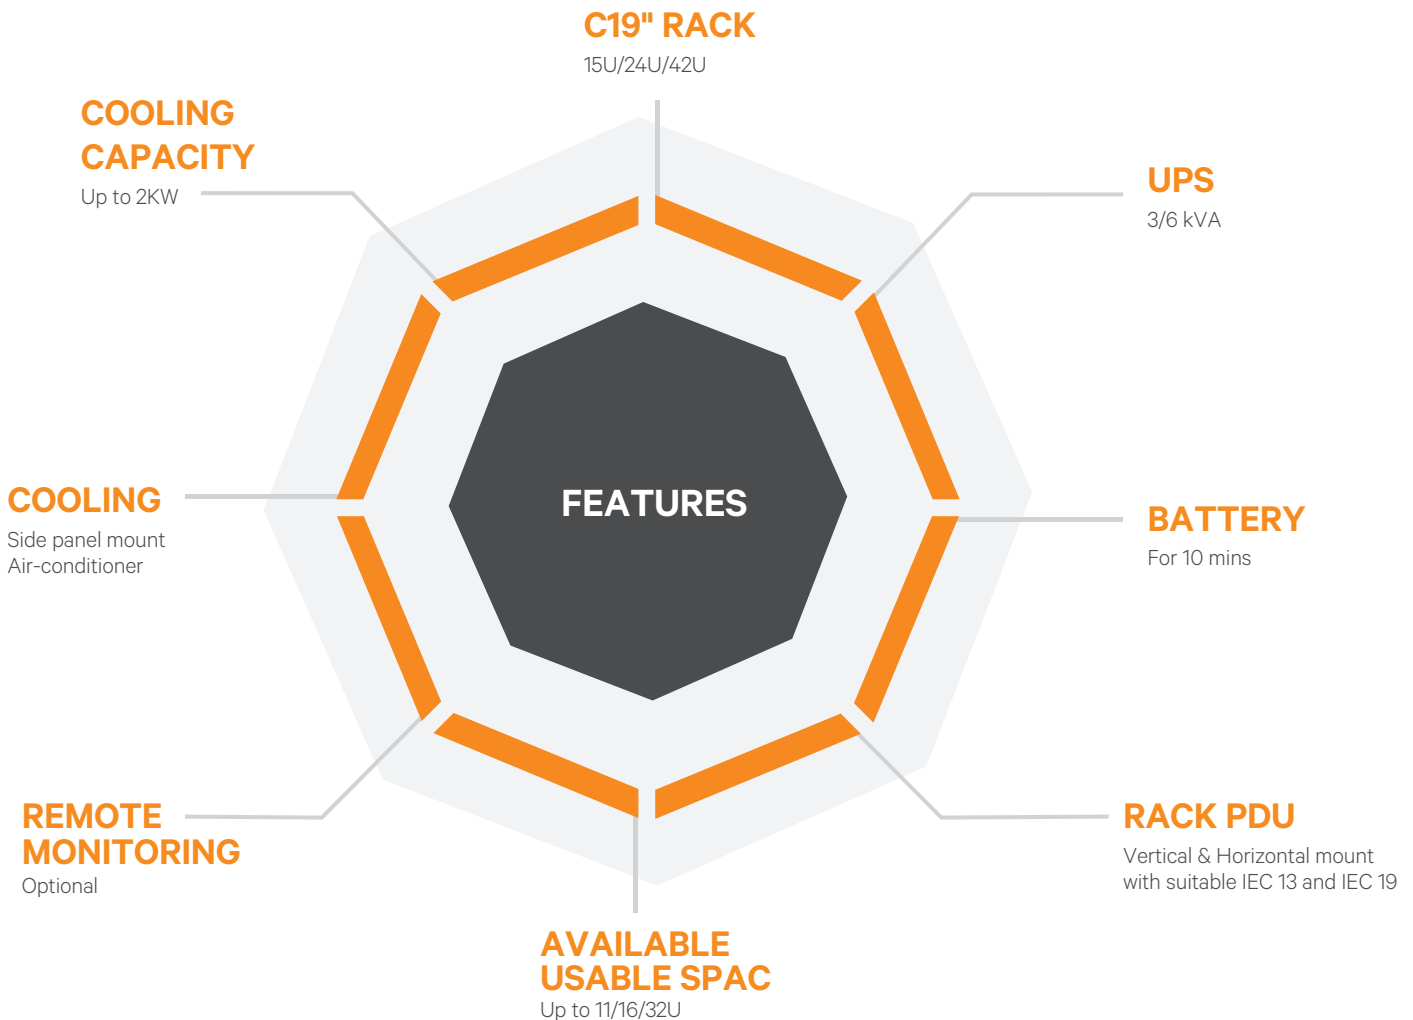 C19" RACK
15U/24U/42U
COOLING
CAPACITY
Up to 2KW
UPS
3/6 kVA
FEATURES
COOLING
Side panel mount
Air-conditioner
BATTERY
For 10 mins
REMOTE
MONITORING
Optional
RACK PDU
Vertical & Horizontal mount
with suitable IEC 13 and IEC 19
AVAILABLE
USABLE SPAC
Up to 11/16/32U